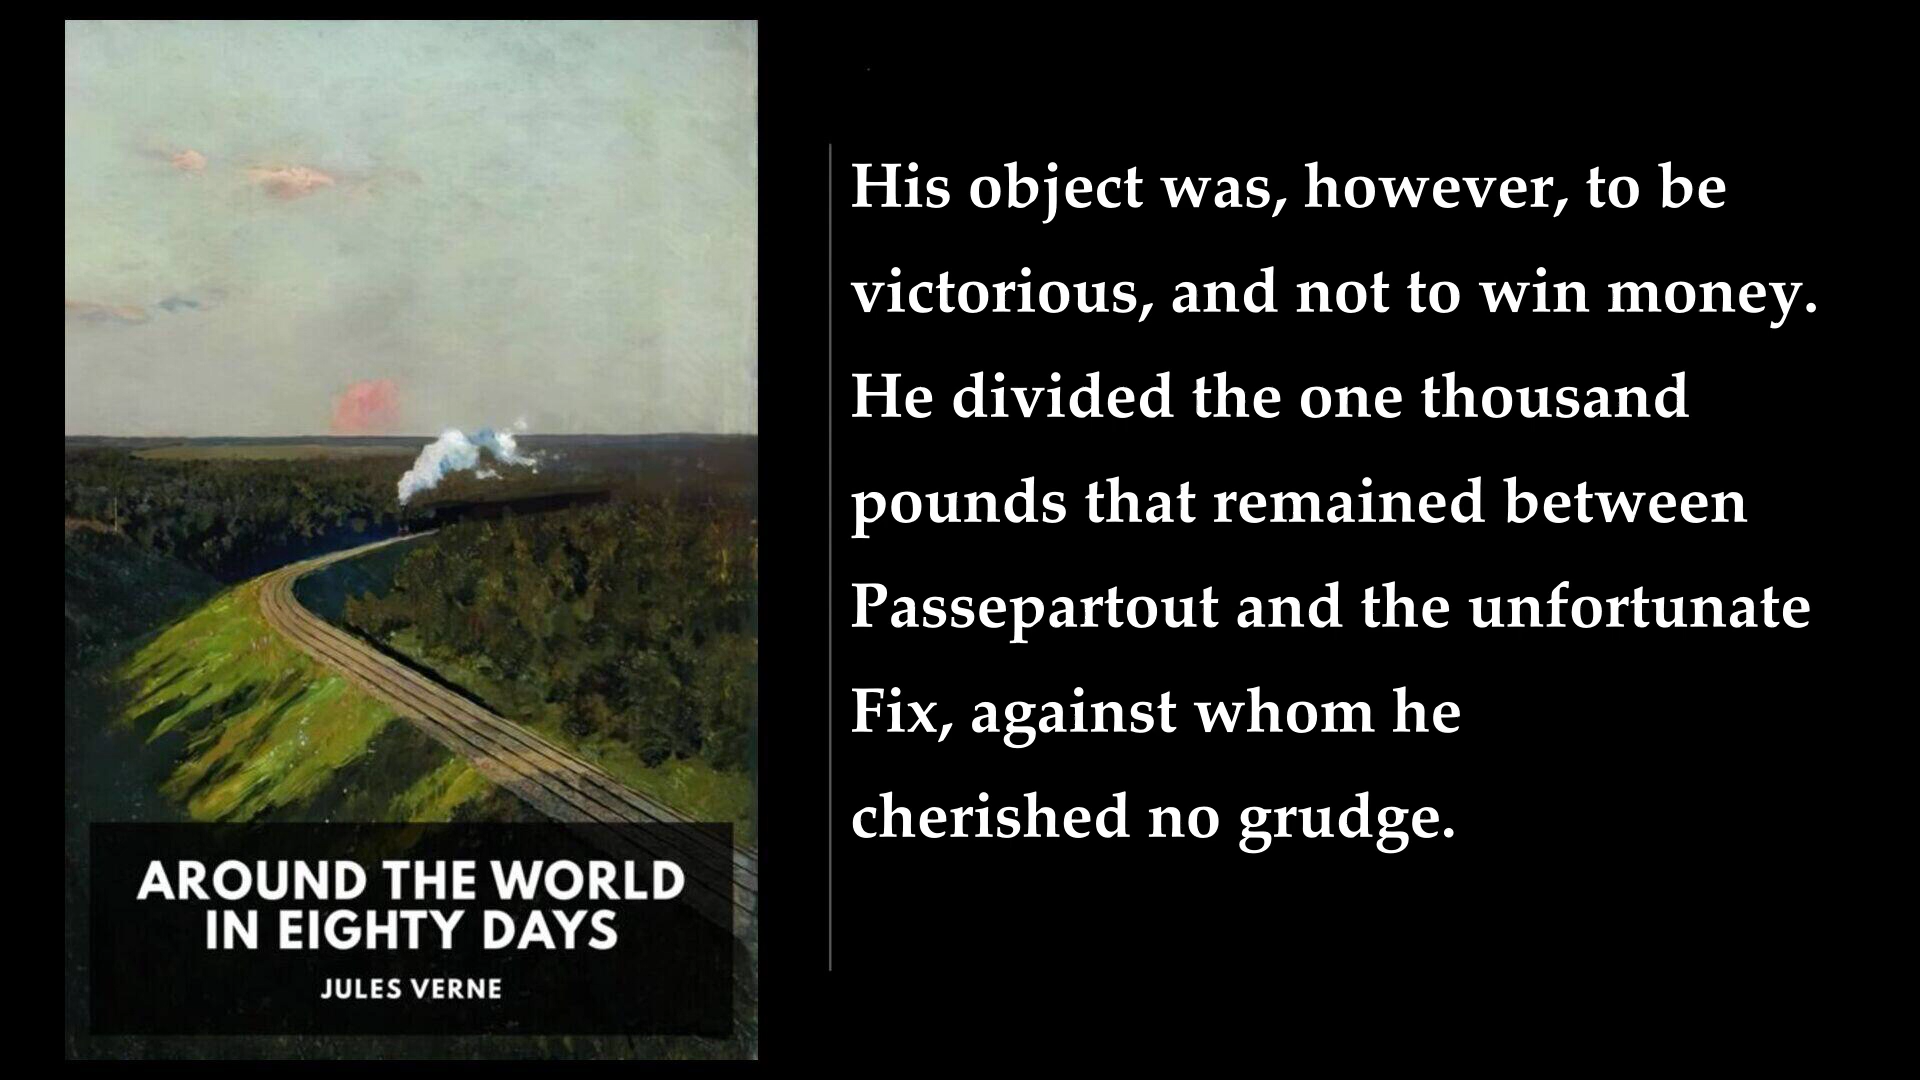 His object was, however, to be
victorious, and not to win money.
He divided the one thousand
pounds that remained between
Passepartout and the unfortunate
Fix, against whom he
cherished no grudge.
AROUND THE WORLD
IN EIGHTY DAYS
JULES VERNE